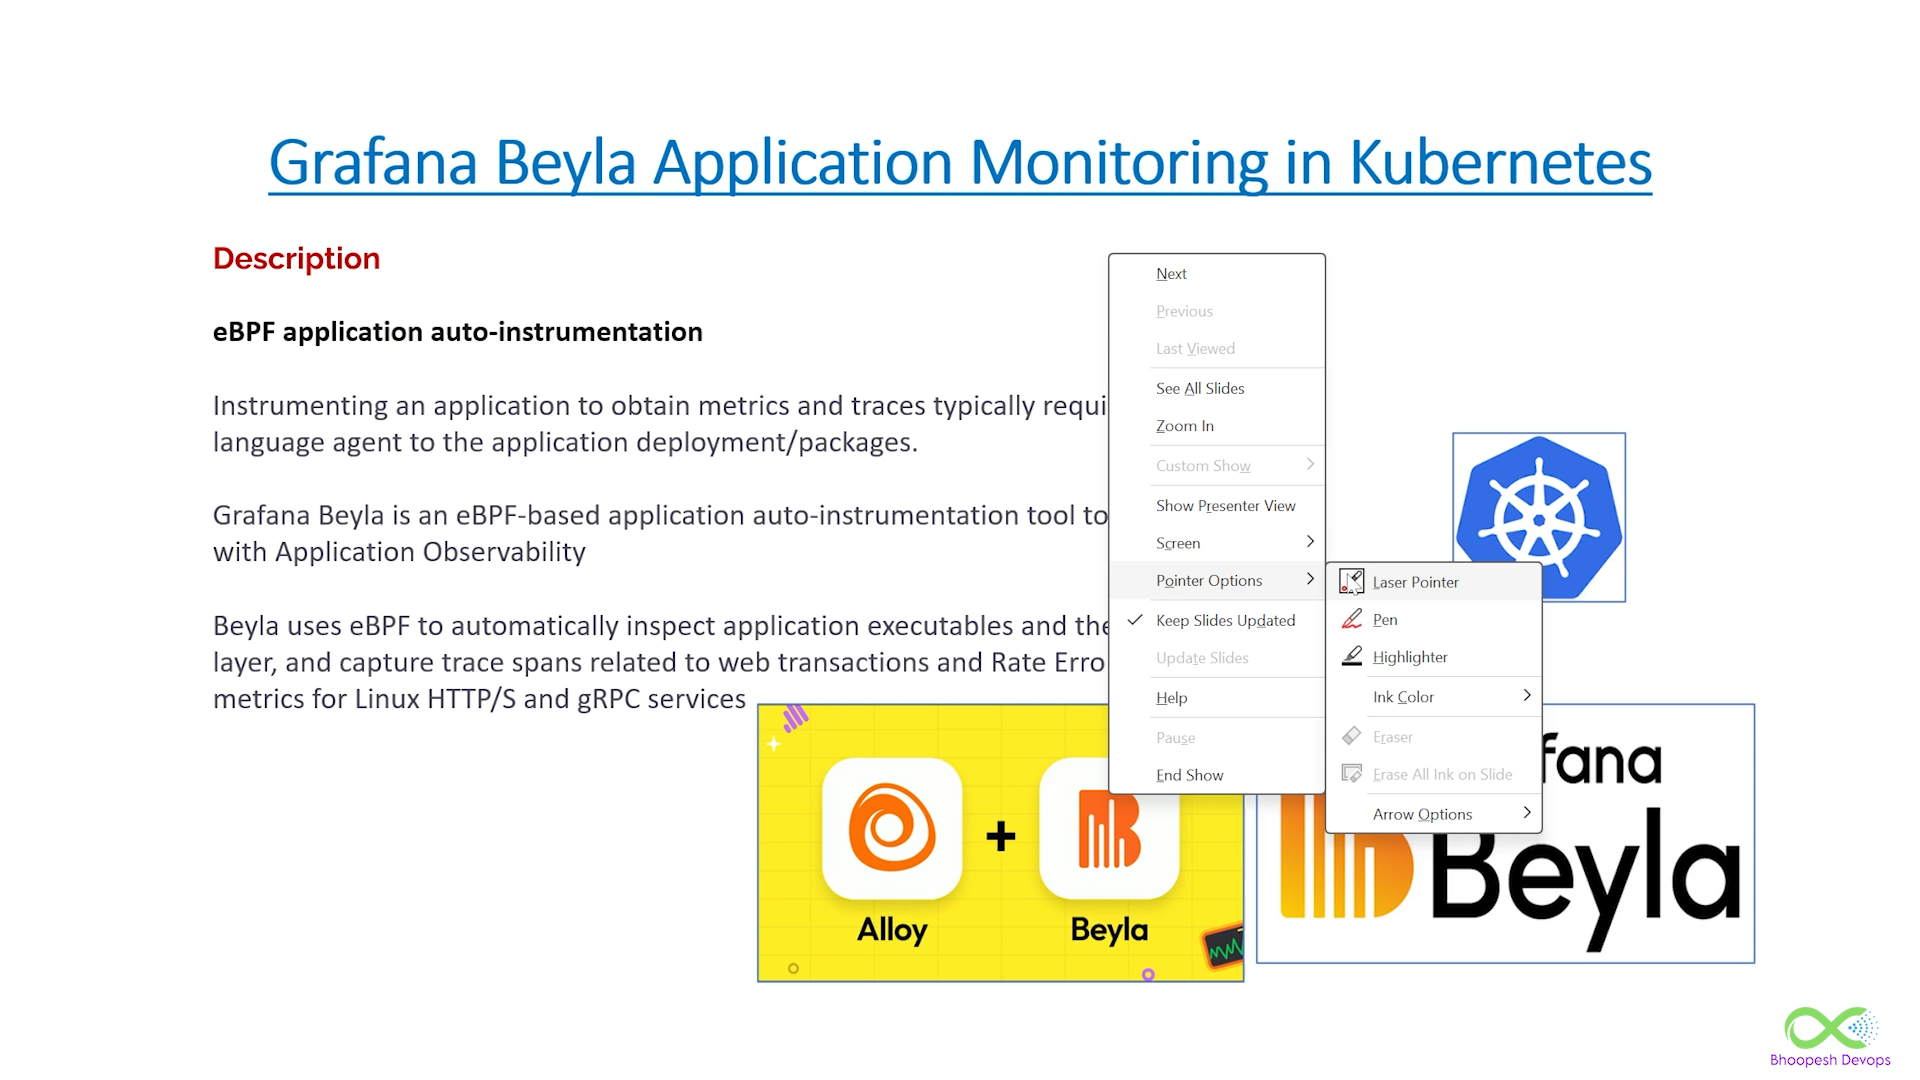 Grafana Beyla Application Monitoring in Kubernetes
Description
eBPF application auto-instrumentation
Instrumenting an application to obtain metrics and traces typically requi
language agent to the application deployment/packages.
Grafana Beyla is an eBPF-based application auto-instrumentation tool to
with Application Observability
Beyla uses eBPF to automatically inspect application executables and the
layer, and capture trace spans related to web transactions and Rate Erro
metrics for Linux HTTP/S and gRPC services
Next
Previous
Last Viewed
See All Slides
Zoom In
Custom Show
Show Presenter View
Screen
Pointer Options
Keep Slides Updated
Update Slides
Help
Pause
End Show
Laser Pointer
Pen
Highlighter
Ink Color
Eraser
Erase All Ink on Slide
Arrow Options
Alloy
+
Beyla
fana
Beyla
Bhoopesh Devops